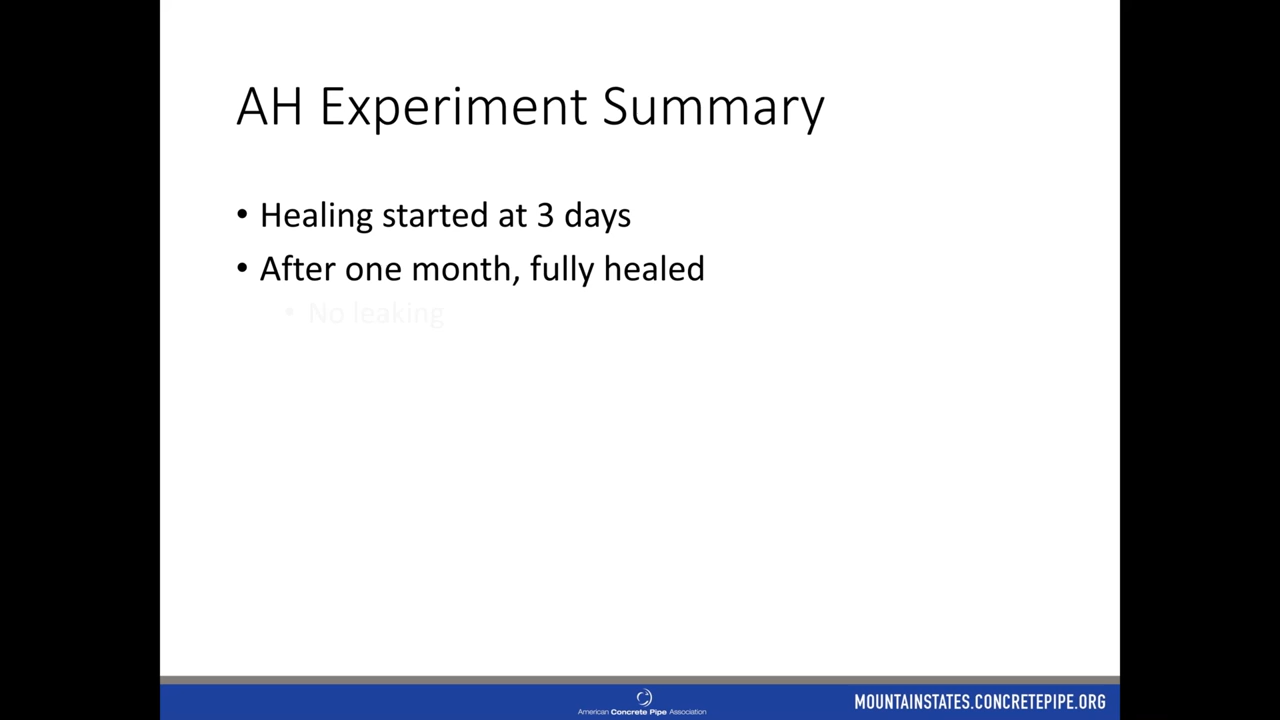 AH Experiment Summary
• Healing started at 3 days
• After one month, fully healed
• No leaking
American Concrete Pipe Association
MOUNTAINSTATES.CONCRETEPIPE.ORG